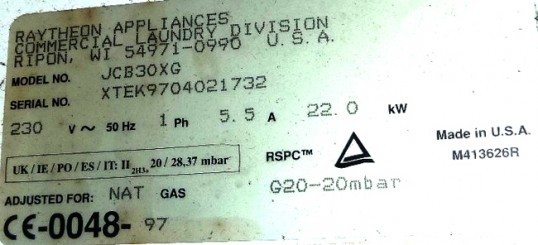 RAYTHEON APPLIANCES
COMMERCIAL LAUNDRY DIVISION
RIPON, WI 54971-0990 U.S.A.
MODEL NO. JCB30XG
SERIAL NO. XTEK9704021732
230 V~ 50 Hz 1 Ph 5.5 A 22.0 kW
UK/IE/PO/ES/IT: II2H3, 20/28,37 mbar
RSPC™
Made in U.S.A.
M413626R
ADJUSTED FOR: NAT GAS
G20-20mbar
CE-0048- 97